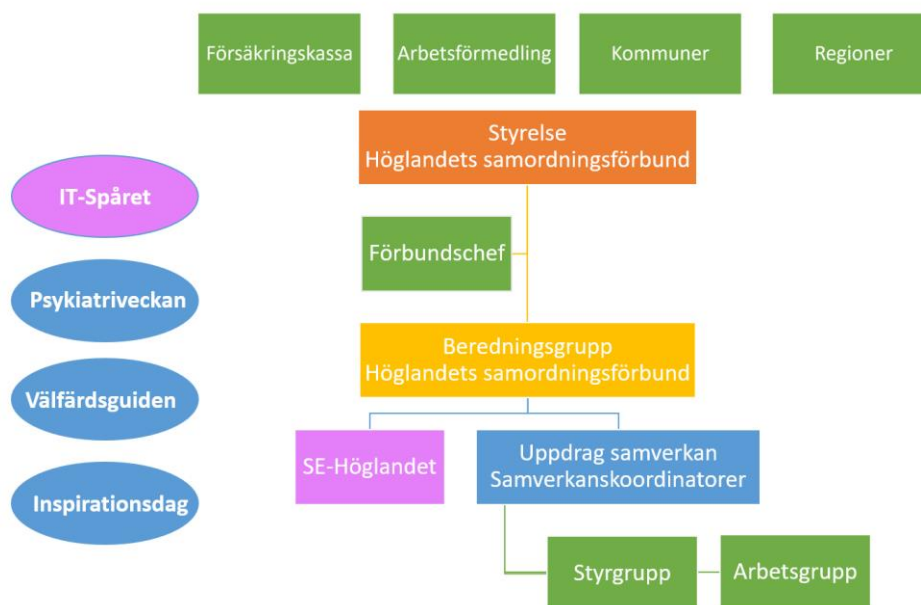 Försäkringskassa
Arbetsförmedling
Kommuner
Regioner
Styrelse
Höglandets samordningsförbund
IT-Spåret
Förbundschef
Psykiatriveckan
Beredningsgrupp
Höglandets samordningsförbund
Välfärdsguiden
SE-Höglandet
Uppdrag samverkan
Samverkanskoordinatorer
Inspirationsdag
Styrgrupp
Arbetsgrupp